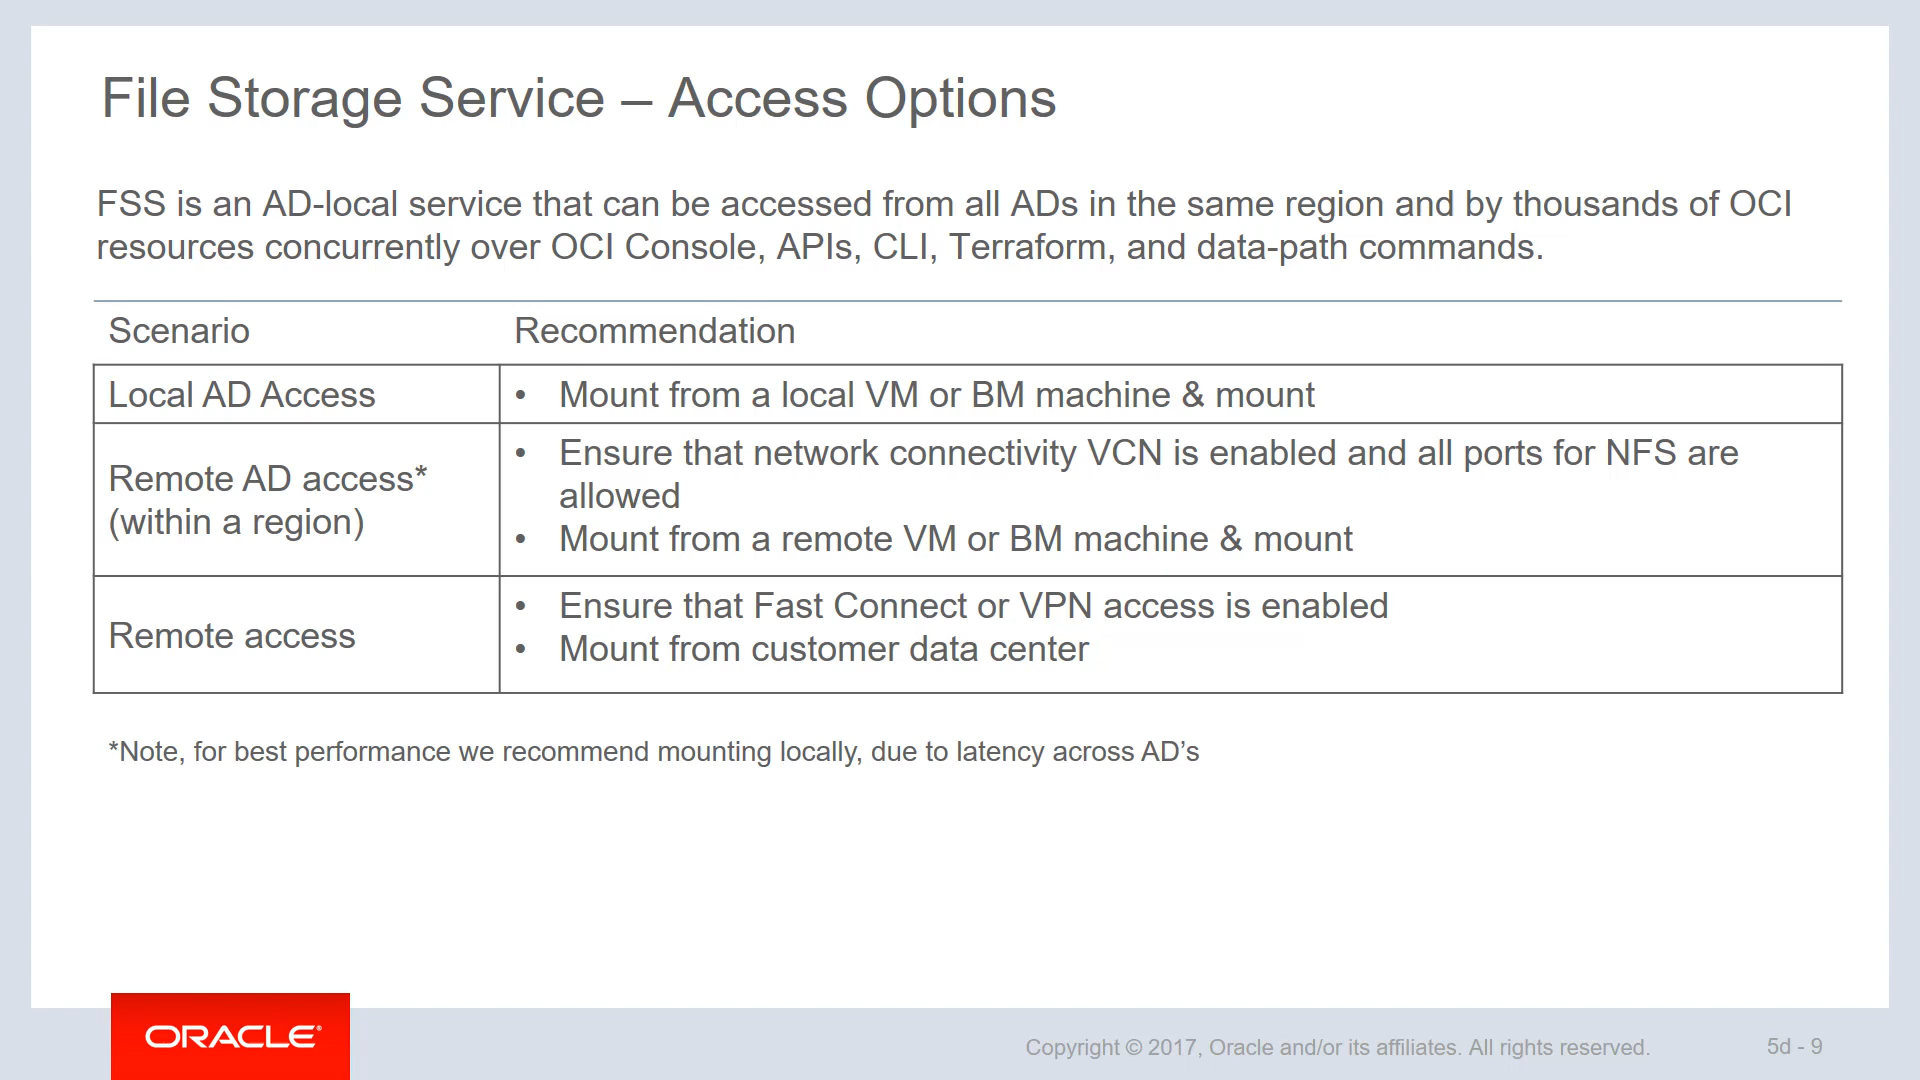 File Storage Service – Access Options
FSS is an AD-local service that can be accessed from all ADs in the same region and by thousands of OCI
resources concurrently over OCI Console, APIs, CLI, Terraform, and data-path commands.
Scenario Recommendation
Local AD Access • Mount from a local VM or BM machine & mount
Remote AD access*
(within a region)
• Ensure that network connectivity VCN is enabled and all ports for NFS are
allowed
• Mount from a remote VM or BM machine & mount
Remote access
• Ensure that Fast Connect or VPN access is enabled
• Mount from customer data center
*Note, for best performance we recommend mounting locally, due to latency across AD’s
ORACLE®
Copyright © 2017, Oracle and/or its affiliates. All rights reserved. 5d - 9